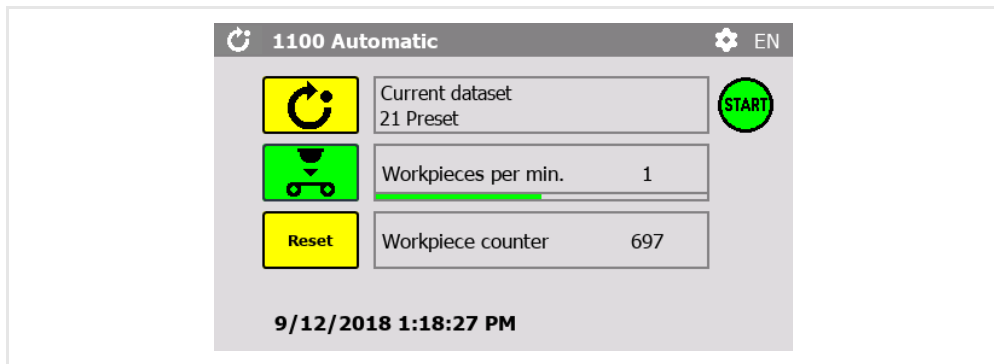 1100 Automatic EN
Current dataset
21 Preset
START
Workpieces per min. 1
Reset Workpiece counter 697
9/12/2018 1:18:27 PM